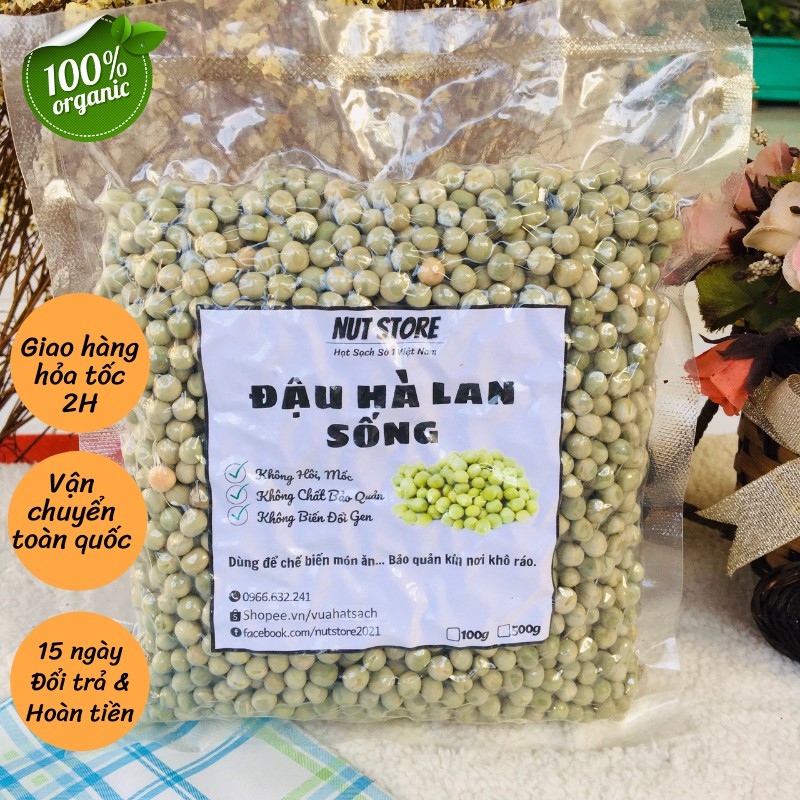 100%
organic
NUT STORE
Hạt Sạch Số 1 Việt Nam
ĐẬU HÀ LAN
SỐNG
Không Hôi, Mốc
Không Chất Bảo Quản
Không Biến Đổi Gen
Dùng để chế biến món ăn... Bảo quản kín nơi khô ráo.
0966.632.241
Shopee.vn/vuahatsach
facebook.com/nutstore2021
100g
500g
Giao hàng
hỏa tốc
2H
Vận
chuyển
toàn quốc
15 ngày
Đổi trả &
Hoàn tiền